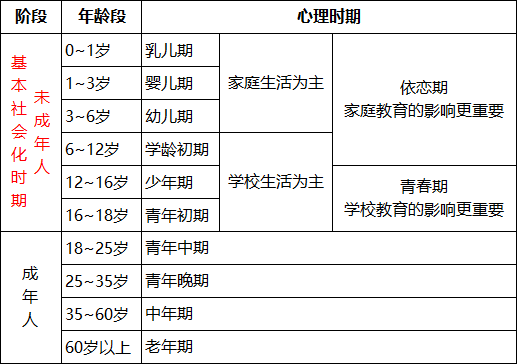 阶段 年龄段 心理时期
基本社会化时期 未成年人
0~1岁 乳儿期
1~3岁 婴儿期
3~6岁 幼儿期
家庭生活为主
6~12岁 学龄初期
12~16岁 少年期
16~18岁 青年初期
学校生活为主
依恋期
家庭教育的影响更重要
青春期
学校教育的影响更重要
成年人
18~25岁 青年中期
25~35岁 青年晚期
35~60岁 中年期
60岁以上 老年期